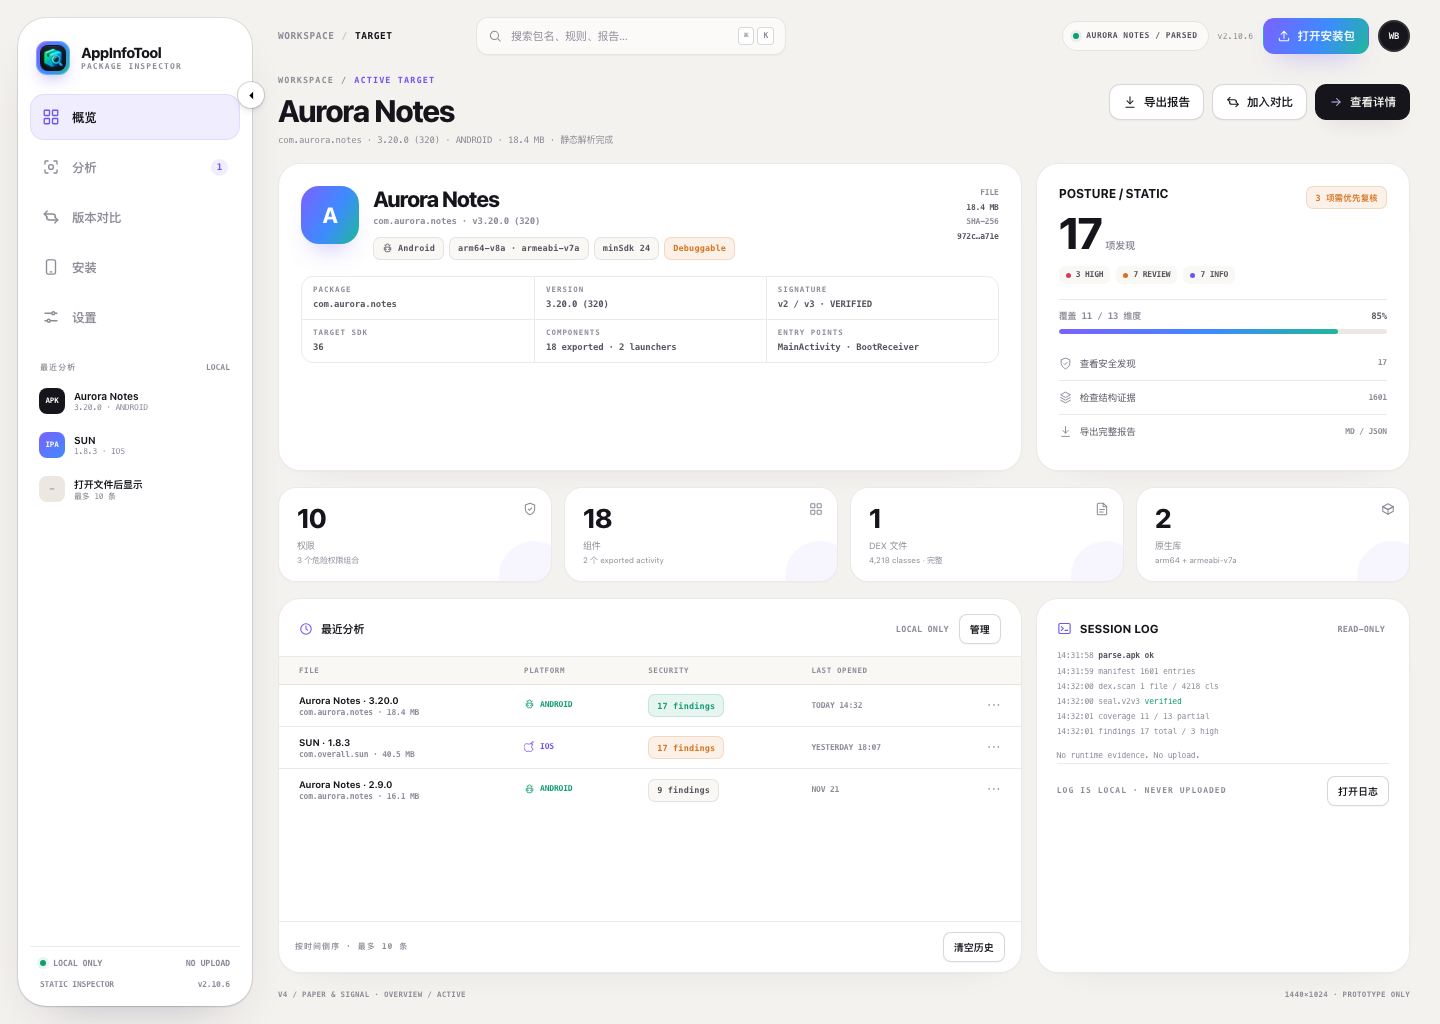 AppInfoTool
PACKAGE INSPECTOR
概览
分析
1
版本对比
安装
设置
最近分析
LOCAL
APK
Aurora Notes
3.20.0 · ANDROID
IPA
SUN
1.8.3 · IOS
打开文件后显示
最多 10 条
LOCAL ONLY
NO UPLOAD
STATIC INSPECTOR
v2.10.6
WORKSPACE / TARGET
搜索包名、规则、报告...
⌘ K
AURORA NOTES / PARSED
v2.10.6
打开安装包
WB
WORKSPACE / ACTIVE TARGET
Aurora Notes
com.aurora.notes · 3.20.0 (320) · ANDROID · 18.4 MB · 静态解析完成
导出报告
加入对比
查看详情
A
Aurora Notes
com.aurora.notes · v3.20.0 (320)
Android
arm64-v8a · armeabi-v7a
minSdk 24
Debuggable
FILE
18.4 MB
SHA-256
972c…a71e
PACKAGE
com.aurora.notes
VERSION
3.20.0 (320)
SIGNATURE
v2 / v3 · VERIFIED
TARGET SDK
36
COMPONENTS
18 exported · 2 launchers
ENTRY POINTS
MainActivity · BootReceiver
POSTURE / STATIC
3 项需优先复核
17 项发现
3 HIGH
7 REVIEW
7 INFO
覆盖 11 / 13 维度
85%
查看安全发现
17
检查结构证据
1601
导出完整报告
MD / JSON
10
权限
3 个危险权限组合
18
组件
2 个 exported activity
1
DEX 文件
4,218 classes · 完整
2
原生库
arm64 + armeabi-v7a
最近分析
LOCAL ONLY
管理
FILE
PLATFORM
SECURITY
LAST OPENED
Aurora Notes · 3.20.0
com.aurora.notes · 18.4 MB
ANDROID
17 findings
TODAY 14:32
···
SUN · 1.8.3
com.overall.sun · 40.5 MB
IOS
17 findings
YESTERDAY 18:07
···
Aurora Notes · 2.9.0
com.aurora.notes · 16.1 MB
ANDROID
9 findings
NOV 21
···
按时间倒序 · 最多 10 条
清空历史
SESSION LOG
READ-ONLY
14:31:58 parse.apk ok
14:31:59 manifest 1601 entries
14:32:00 dex.scan 1 file / 4218 cls
14:32:00 seal.v2v3 verified
14:32:01 coverage 11 / 13 partial
14:32:01 findings 17 total / 3 high
No runtime evidence. No upload.
LOG IS LOCAL · NEVER UPLOADED
打开日志
V4 / PAPER & SIGNAL · OVERVIEW / ACTIVE
1440×1024 · PROTOTYPE ONLY